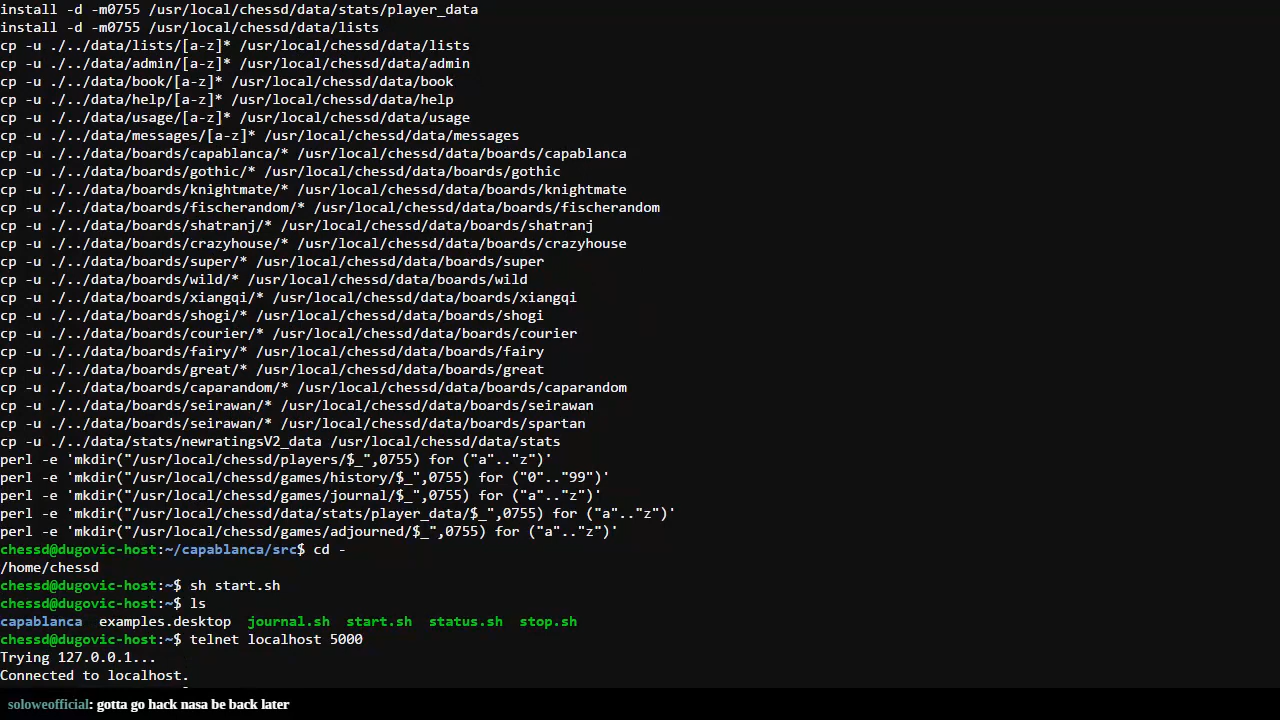 install -d -m0755 /usr/local/chessd/data/stats/player_data
install -d -m0755 /usr/local/chessd/data/lists
cp -u ./../data/lists/[a-z]* /usr/local/chessd/data/lists
cp -u ./../data/admin/[a-z]* /usr/local/chessd/data/admin
cp -u ./../data/book/[a-z]* /usr/local/chessd/data/book
cp -u ./../data/help/[a-z]* /usr/local/chessd/data/help
cp -u ./../data/usage/[a-z]* /usr/local/chessd/data/usage
cp -u ./../data/messages/[a-z]* /usr/local/chessd/data/messages
cp -u ./../data/boards/capablanca/* /usr/local/chessd/data/boards/capablanca
cp -u ./../data/boards/gothic/* /usr/local/chessd/data/boards/gothic
cp -u ./../data/boards/knightmate/* /usr/local/chessd/data/boards/knightmate
cp -u ./../data/boards/fischerandom/* /usr/local/chessd/data/boards/fischerandom
cp -u ./../data/boards/shatranj/* /usr/local/chessd/data/boards/shatranj
cp -u ./../data/boards/crazyhouse/* /usr/local/chessd/data/boards/crazyhouse
cp -u ./../data/boards/super/* /usr/local/chessd/data/boards/super
cp -u ./../data/boards/wild/* /usr/local/chessd/data/boards/wild
cp -u ./../data/boards/xiangqi/* /usr/local/chessd/data/boards/xiangqi
cp -u ./../data/boards/shogi/* /usr/local/chessd/data/boards/shogi
cp -u ./../data/boards/courier/* /usr/local/chessd/data/boards/courier
cp -u ./../data/boards/fairy/* /usr/local/chessd/data/boards/fairy
cp -u ./../data/boards/great/* /usr/local/chessd/data/boards/great
cp -u ./../data/boards/caparandom/* /usr/local/chessd/data/boards/caparandom
cp -u ./../data/boards/seirawan/* /usr/local/chessd/data/boards/seirawan
cp -u ./../data/boards/seirawan/* /usr/local/chessd/data/boards/spartan
cp -u ./../data/stats/newratingsV2_data /usr/local/chessd/data/stats
perl -e 'mkdir("/usr/local/chessd/players/$_",0755) for ("a".."z")'
perl -e 'mkdir("/usr/local/chessd/games/history/$_",0755) for ("0".."99")'
perl -e 'mkdir("/usr/local/chessd/games/journal/$_",0755) for ("a".."z")'
perl -e 'mkdir("/usr/local/chessd/data/stats/player_data/$_",0755) for ("a".."z")'
perl -e 'mkdir("/usr/local/chessd/games/adjourned/$_",0755) for ("a".."z")'
chessd@dugovic-host:~/capablanca/src$ cd -
/home/chessd
chessd@dugovic-host:~$ sh start.sh
chessd@dugovic-host:~$ ls
capablanca  examples.desktop  journal.sh  start.sh  status.sh  stop.sh
chessd@dugovic-host:~$ telnet localhost 5000
Trying 127.0.0.1...
Connected to localhost.
soloweofficial: gotta go hack nasa be back later